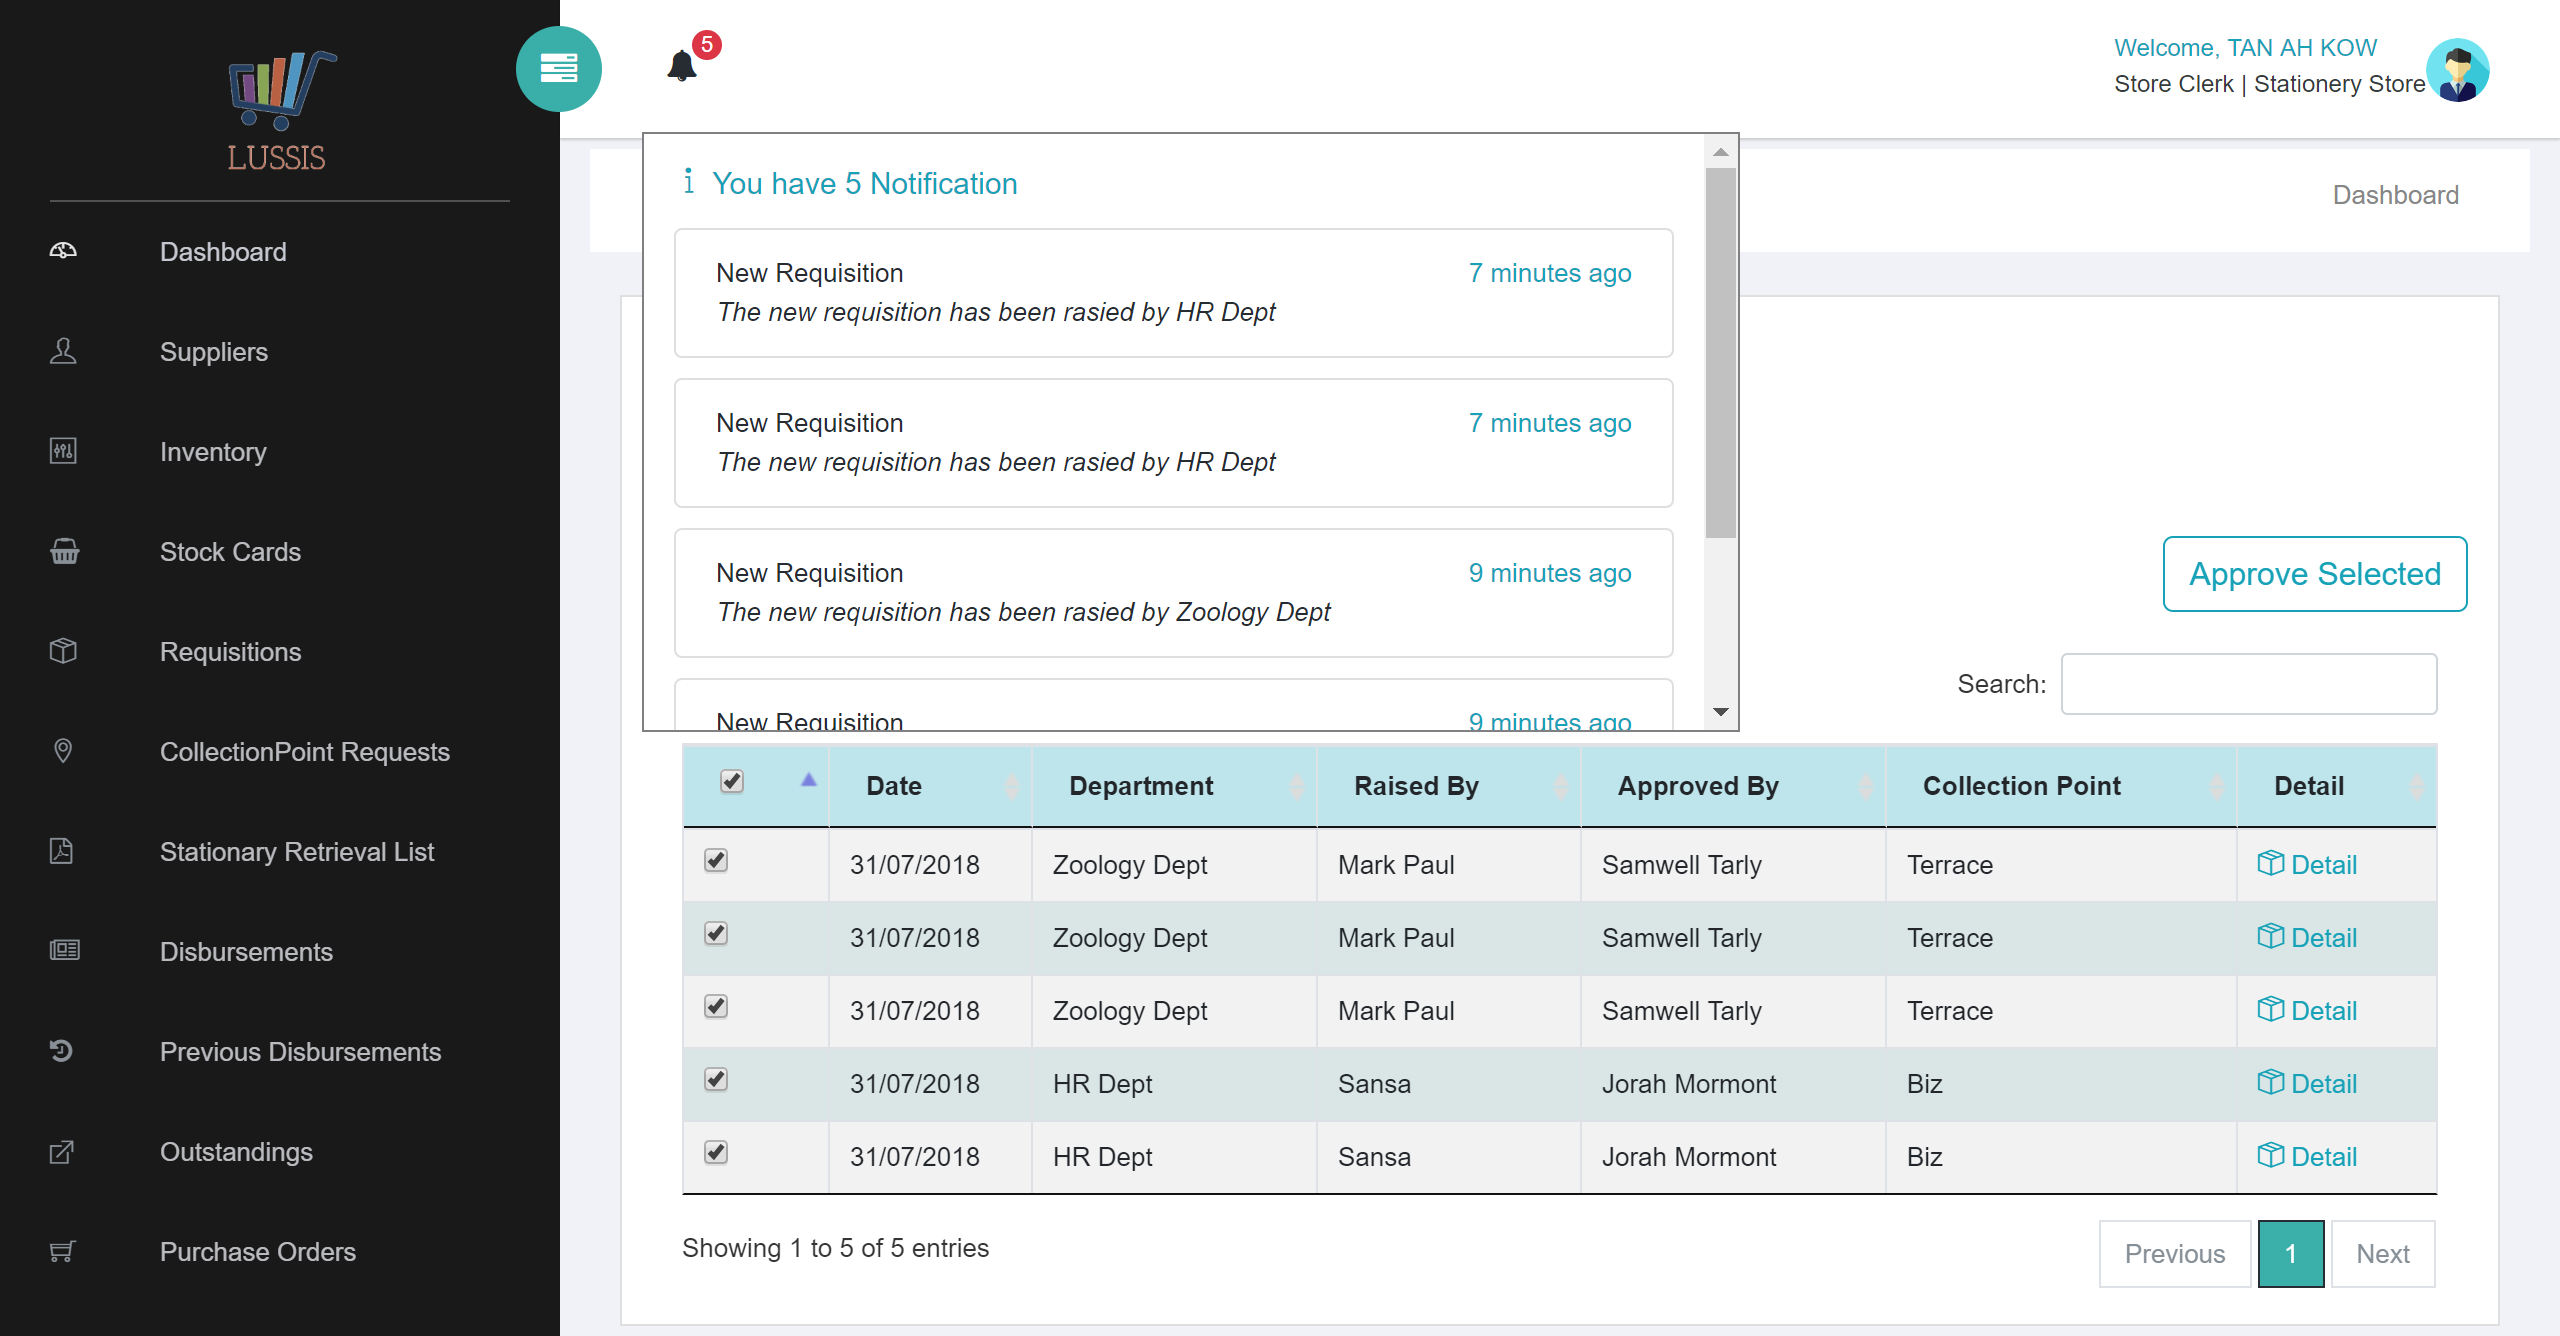 LUSSIS
Dashboard
Suppliers
Inventory
Stock Cards
Requisitions
CollectionPoint Requests
Stationary Retrieval List
Disbursements
Previous Disbursements
Outstandings
Purchase Orders
5
Welcome, TAN AH KOW
Store Clerk | Stationery Store
Dashboard
You have 5 Notification
New Requisition 7 minutes ago
The new requisition has been rasied by HR Dept
New Requisition 7 minutes ago
The new requisition has been rasied by HR Dept
New Requisition 9 minutes ago
The new requisition has been rasied by Zoology Dept
New Requisition 9 minutes ago
Approve Selected
Search:
Date Department Raised By Approved By Collection Point Detail
31/07/2018 Zoology Dept Mark Paul Samwell Tarly Terrace Detail
31/07/2018 Zoology Dept Mark Paul Samwell Tarly Terrace Detail
31/07/2018 Zoology Dept Mark Paul Samwell Tarly Terrace Detail
31/07/2018 HR Dept Sansa Jorah Mormont Biz Detail
31/07/2018 HR Dept Sansa Jorah Mormont Biz Detail
Showing 1 to 5 of 5 entries
Previous 1 Next